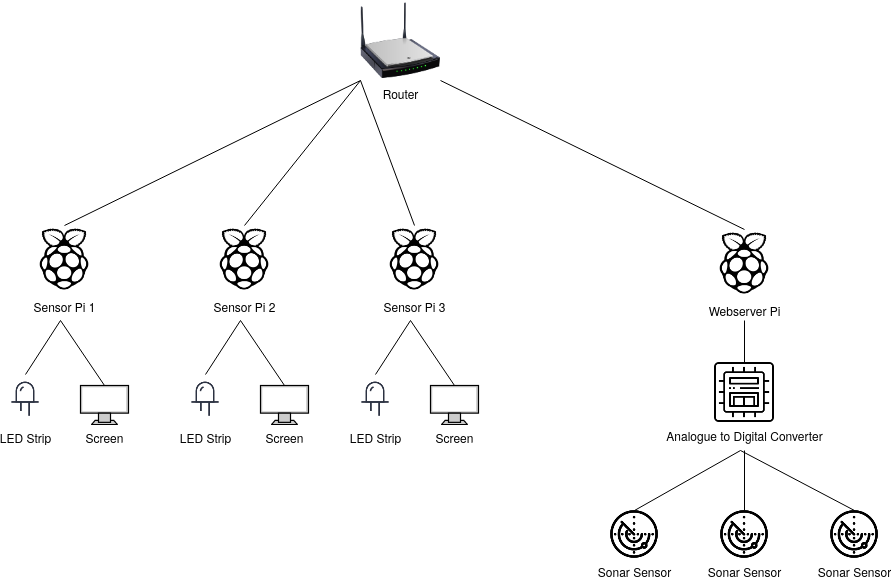 Router
Sensor Pi 1
Sensor Pi 2
Sensor Pi 3
Webserver Pi
LED Strip
Screen
LED Strip
Screen
LED Strip
Screen
Analogue to Digital Converter
Sonar Sensor
Sonar Sensor
Sonar Sensor